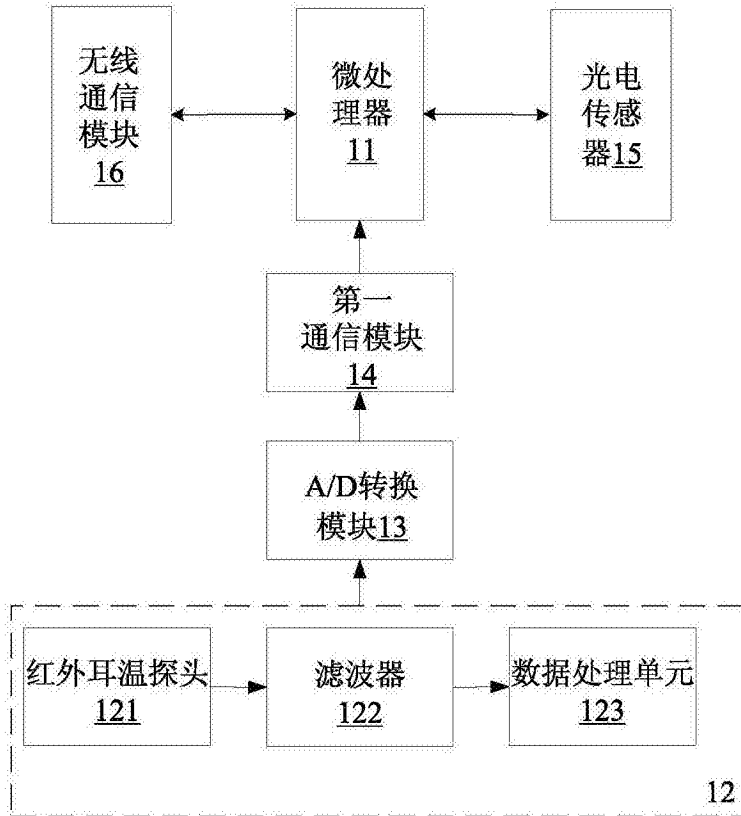 无线
通信
模块
16
微处
理器
11
光电
传感
器15
第一
通信模块
14
A/D转换
模块13
红外耳温探头
121
滤波器
122
数据处理单元
123
12